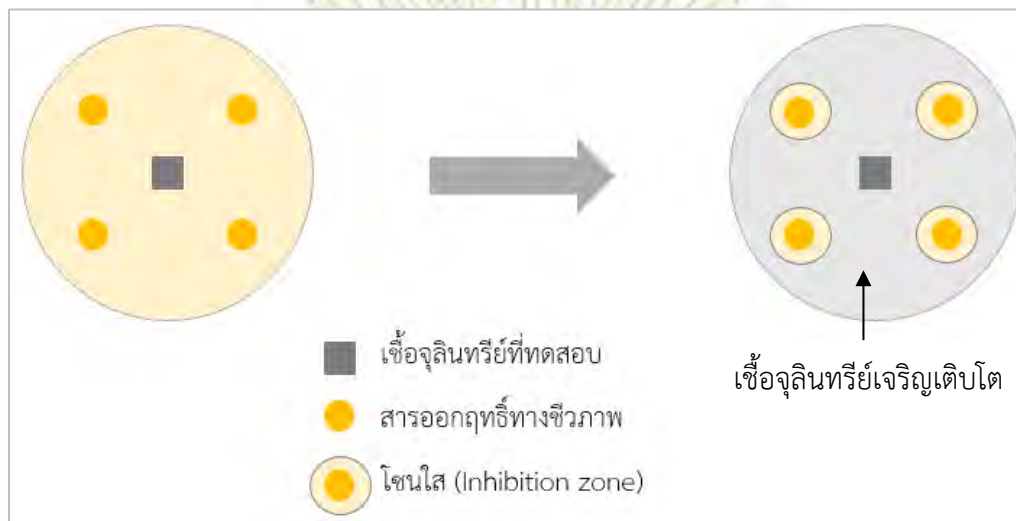 เชื้อจุลินทรีย์ที่ทดสอบ
สารออกฤทธิ์ทางชีวภาพ
โซนใส (Inhibition zone)
เชื้อจุลินทรีย์เจริญเติบโต